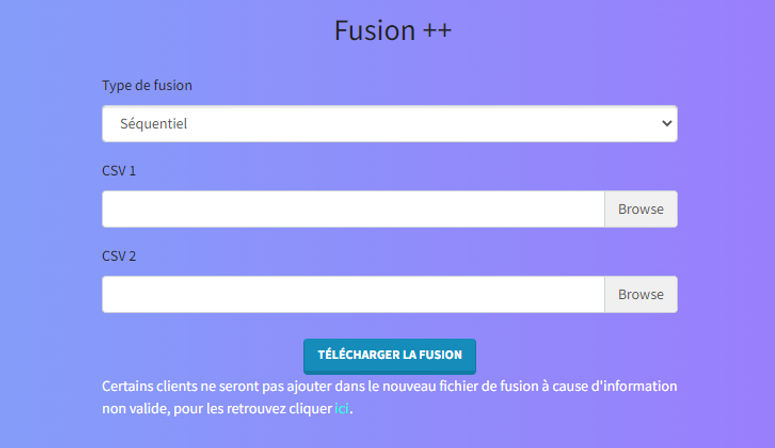 Fusion ++
Type de fusion
Séquentiel
CSV 1
Browse
CSV 2
Browse
TÉLÉCHARGER LA FUSION
Certains clients ne seront pas ajouter dans le nouveau fichier de fusion à cause d'information
non valide, pour les retrouvez cliquer ici.